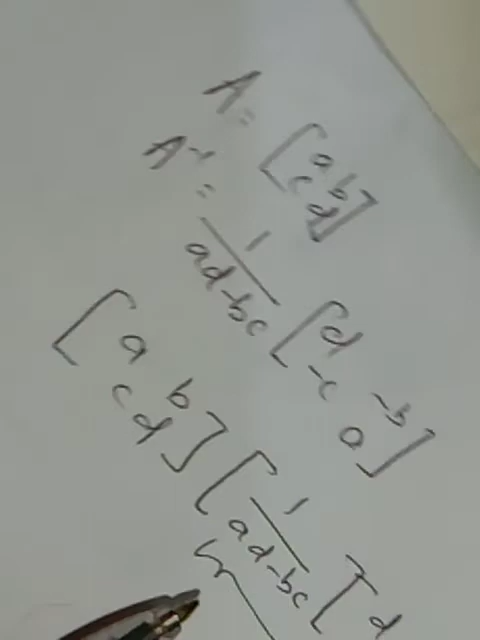 A = [a b
c d]
A⁻¹ = 1/(ad-bc) [d -b
-c a]
[a b
c d] [1/(ad-bc) [d